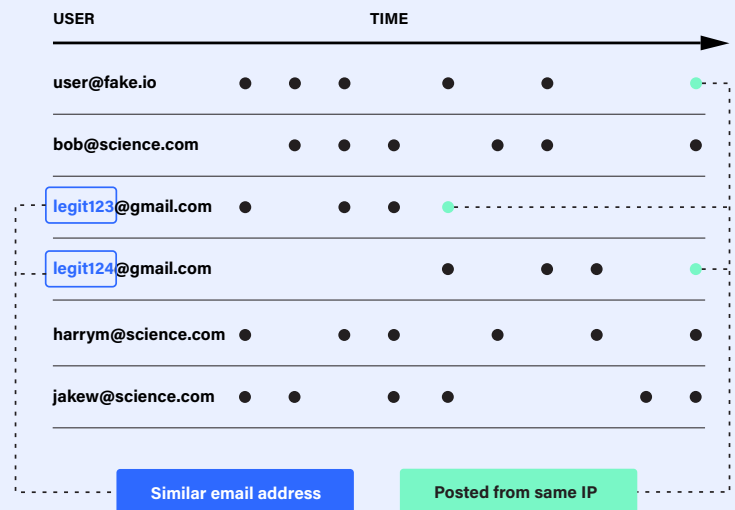 USER TIME
user@fake.io
bob@science.com
legit123@gmail.com
legit124@gmail.com
harrym@science.com
jakew@science.com
Similar email address Posted from same IP